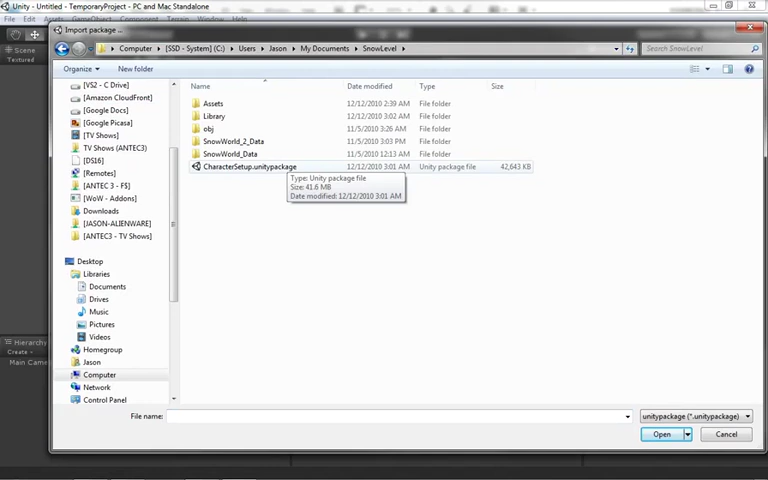 Unity - Untitled - TemporaryProject - PC and Mac Standalone
File Edit Assets GameObject Component Terrain Window Help
Import package ...
Computer [SSD - System] (C:) Users Jason My Documents SnowLevel
Search SnowLevel
Organize New folder
Scene
Textured
Name Date modified Type Size
[VS2 - C Drive]
[Amazon CloudFront]
[Google Docs]
[Google Picasa]
[TV Shows]
TV Shows (ANTEC3)
[DS16]
[Remotes]
[ANTEC 3 - F$]
[WoW - Addons]
Downloads
[JASON-ALIENWARE]
[ANTEC3 - TV Shows]
Desktop
Libraries
Documents
Drives
Music
Pictures
Videos
Homegroup
Jason
Computer
Network
Control Panel
Assets 12/12/2010 2:39 AM File folder
Library 12/12/2010 3:02 AM File folder
obj 11/5/2010 3:26 AM File folder
SnowWorld_2_Data 11/5/2010 3:03 PM File folder
SnowWorld_Data 11/5/2010 12:13 AM File folder
CharacterSetup.unitypackage 12/12/2010 3:01 AM Unity package file 42,643 KB
Type: Unity package file
Size: 41.6 MB
Date modified: 12/12/2010 3:01 AM
Hierarchy
Create
Main Came
File name:
unitypackage (*.unitypackage)
Open Cancel